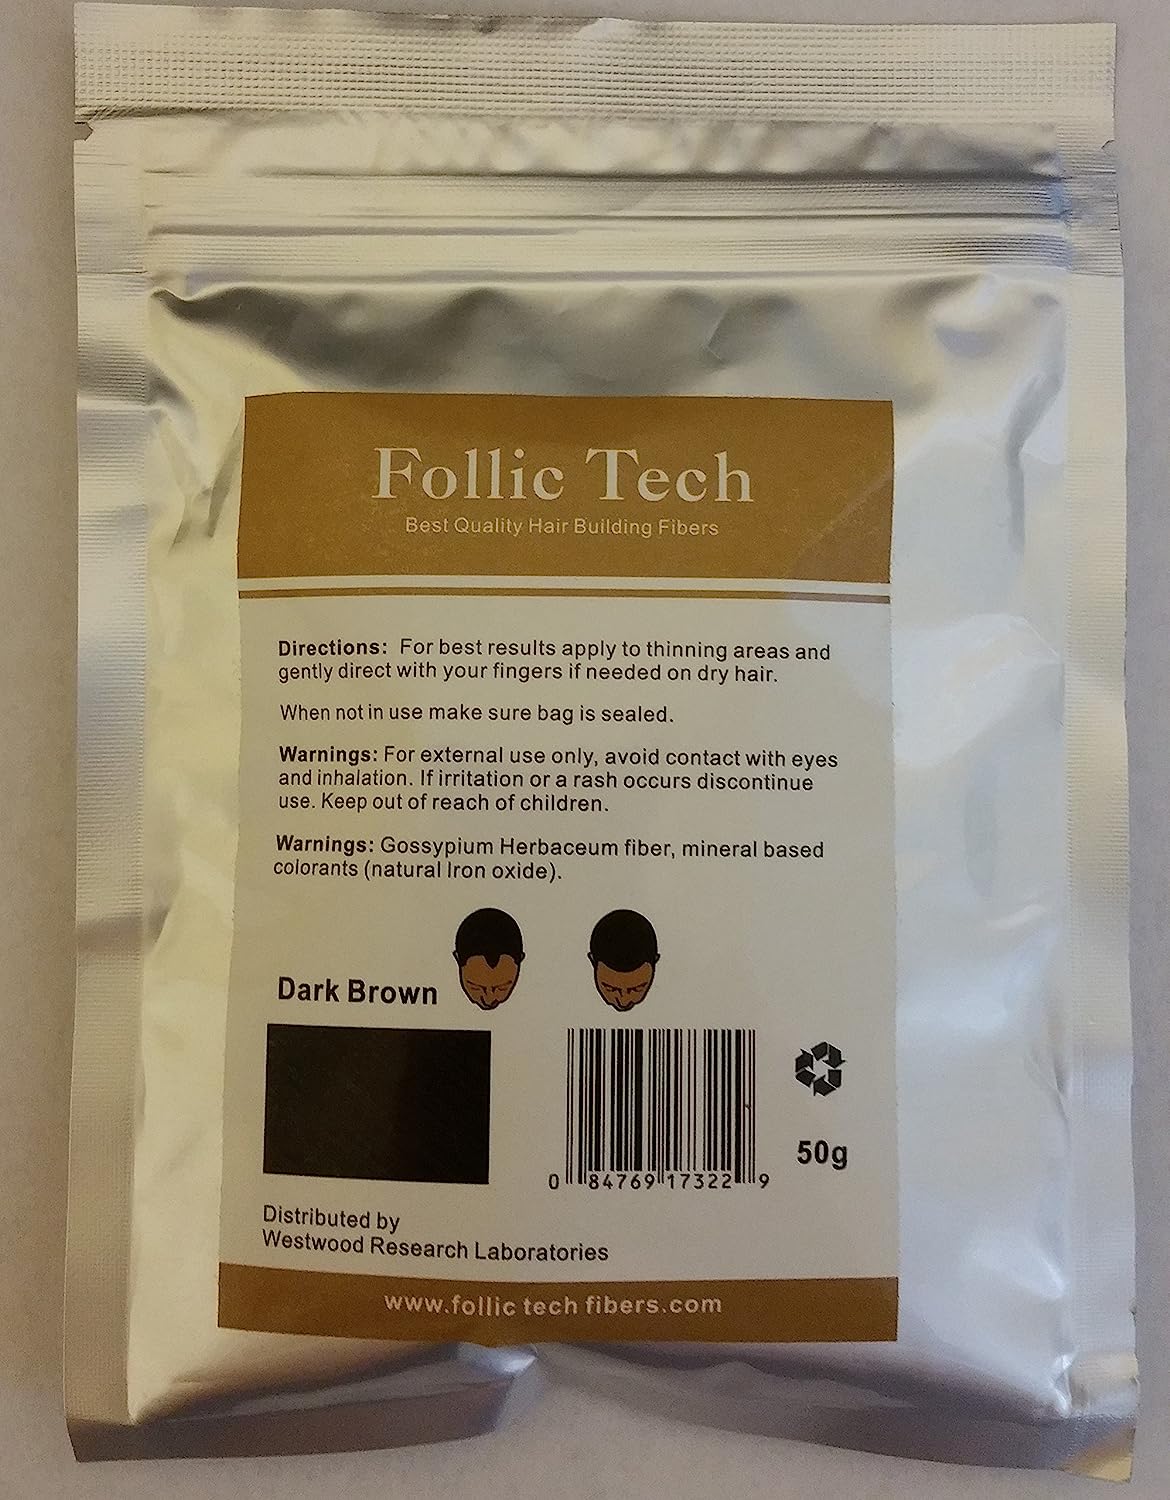 Follic Tech
Best Quality Hair Building Fibers
Directions: For best results apply to thinning areas and
gently direct with your fingers if needed on dry hair.
When not in use make sure bag is sealed.
Warnings: For external use only, avoid contact with eyes
and inhalation. If irritation or a rash occurs discontinue
use. Keep out of reach of children.
Warnings: Gossypium Herbaceum fiber, mineral based
colorants (natural Iron oxide).
Dark Brown
50g
0 84769 17322 9
Distributed by
Westwood Research Laboratories
www.follic tech fibers.com